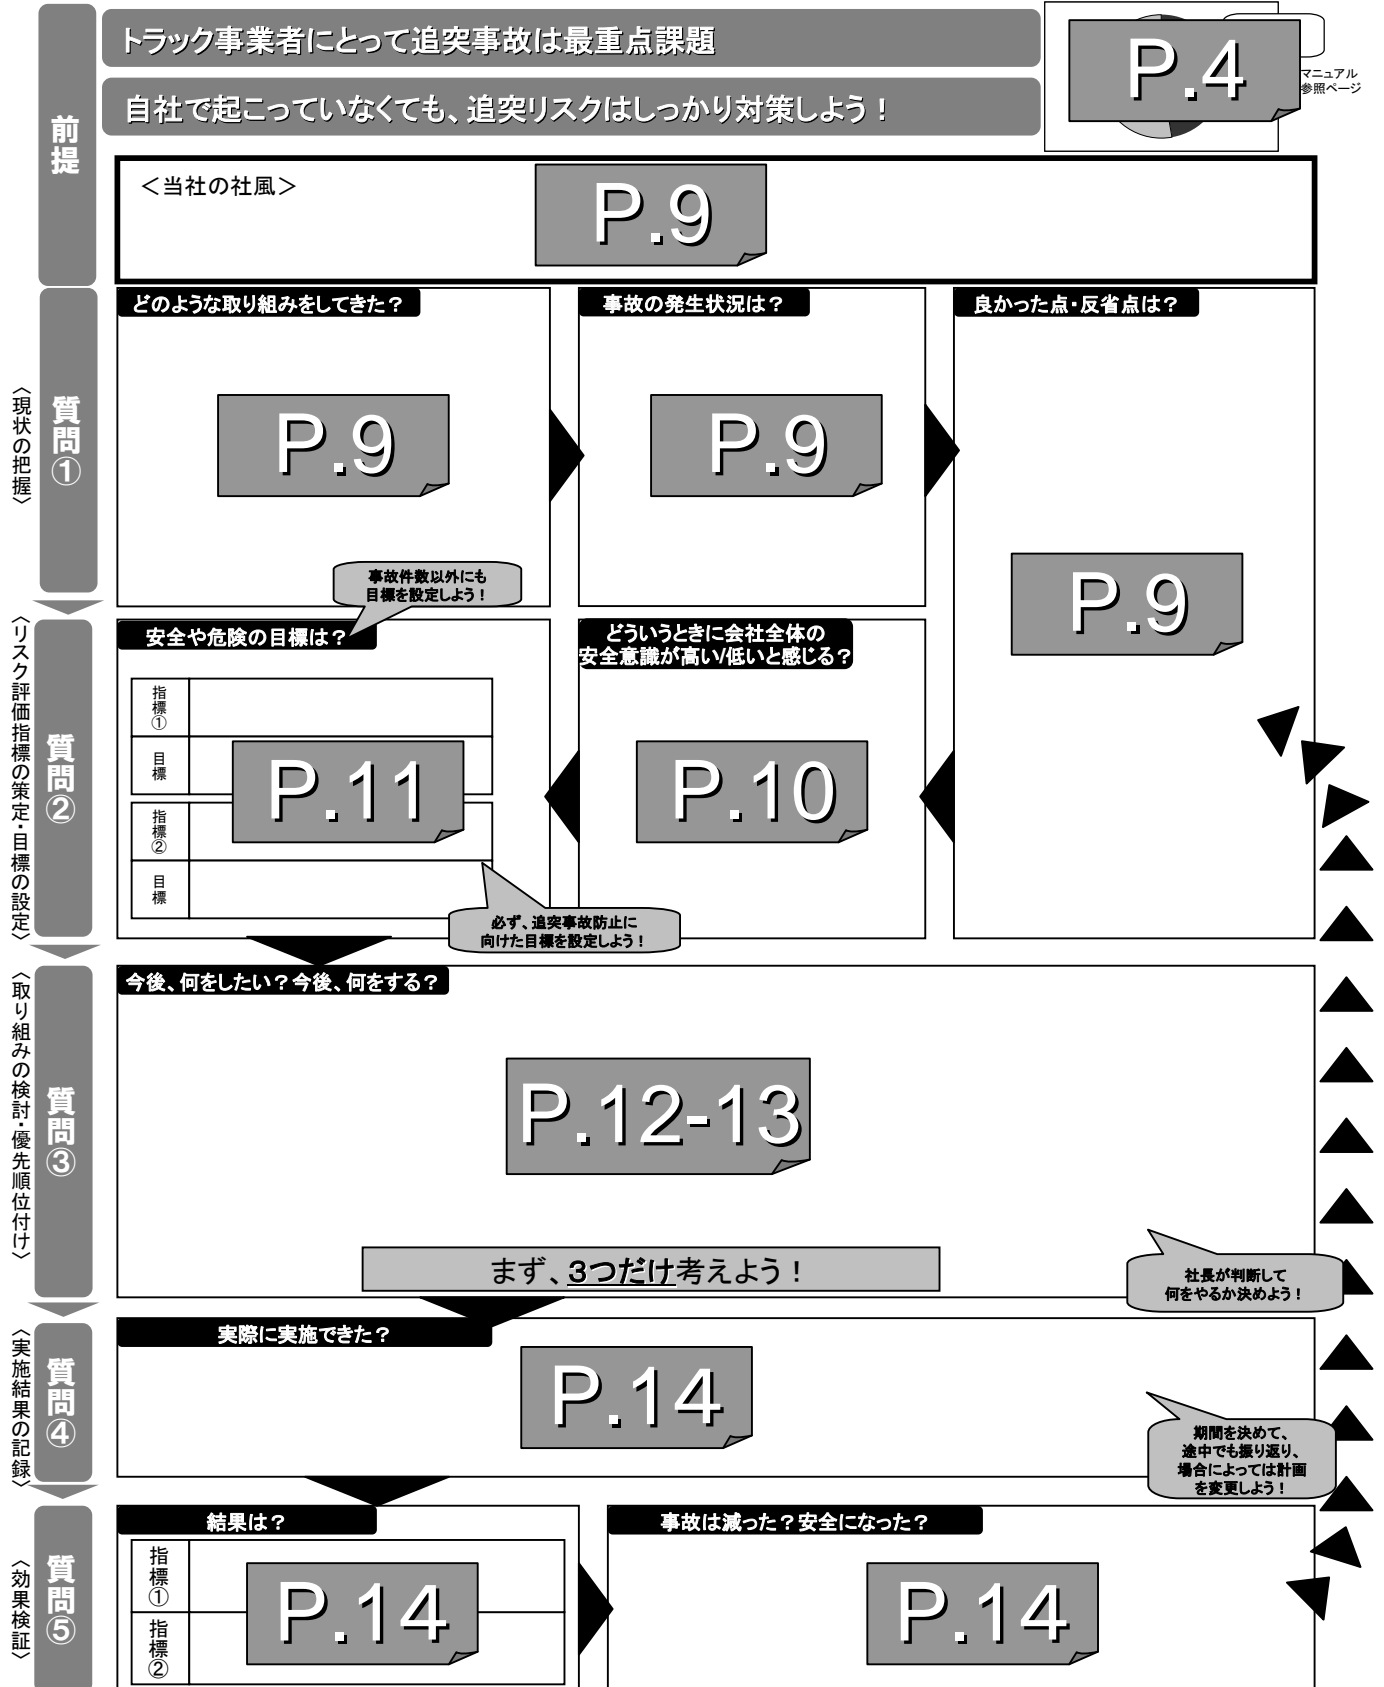 前提
トラック事業者にとって追突事故は最重点課題
自社で起こっていなくても、追突リスクはしっかり対策しよう！
P.4
マニュアル
参照ページ
＜当社の社風＞
P.9
〈現状の把握〉
質問①
どのような取り組みをしてきた？
P.9
事故の発生状況は？
P.9
良かった点・反省点は？
P.9
事故件数以外にも
目標を設定しよう！
〈リスク評価指標の策定・目標の設定〉
質問②
安全や危険の目標は？
指標①
目標
指標②
目標
P.11
必ず、追突事故防止に
向けた目標を設定しよう！
どういうときに会社全体の
安全意識が高い/低いと感じる？
P.10
〈取り組みの検討・優先順位付け〉
質問③
今後、何をしたい？今後、何をする？
P.12-13
まず、３つだけ考えよう！
社長が判断して
何をやるか決めよう！
〈実施結果の記録〉
質問④
実際に実施できた？
P.14
期間を決めて、
途中でも振り返り、
場合によっては計画
を変更しよう！
〈効果検証〉
質問⑤
結果は？
指標①
指標②
P.14
事故は減った？安全になった？
P.14